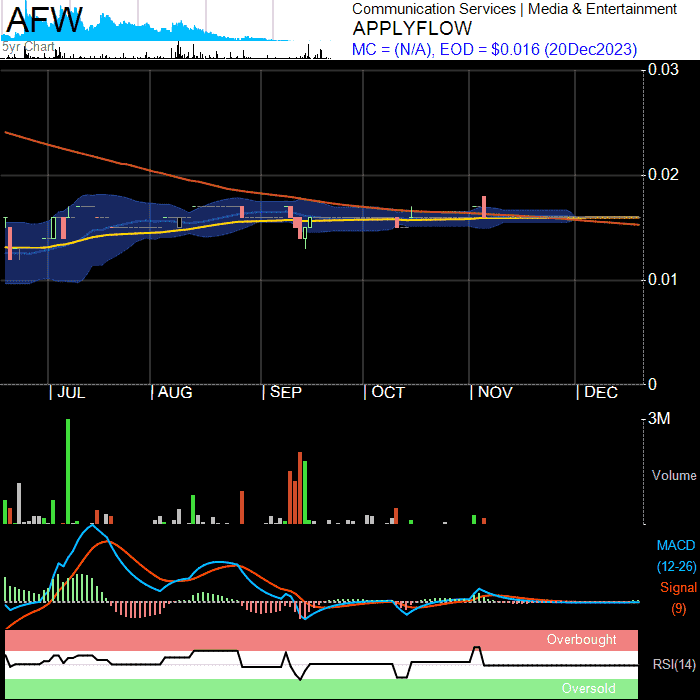 AFW
5yr Chart
Communication Services | Media & Entertainment
APPLYFLOW
MC = (N/A), EOD = $0.016 (20Dec2023)
0.03
0.02
0.01
0
| JUL | AUG | SEP | OCT | NOV | DEC
3M
Volume
MACD
(12-26)
Signal
(9)
Overbought
RSI(14)
Oversold